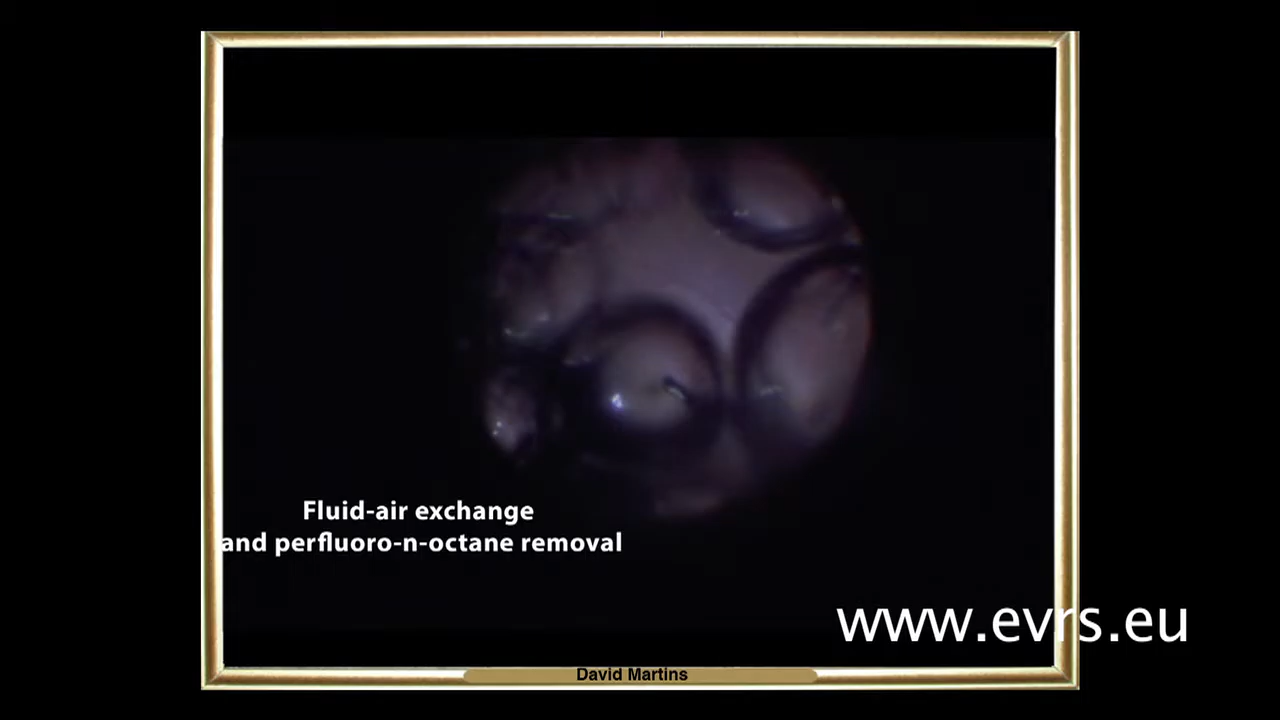 Fluid-air exchange
and perfluoro-n-octane removal
www.evrs.eu
David Martins